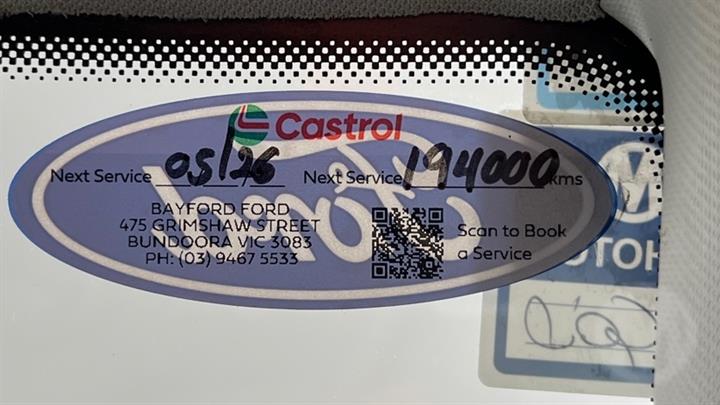 Castrol
Next Service 05/26 Next Service 194000 kms
BAYFORD FORD
475 GRIMSHAW STREET
BUNDOORA VIC 3083
PH: (03) 9467 5533
Scan to Book
a Service
Ford